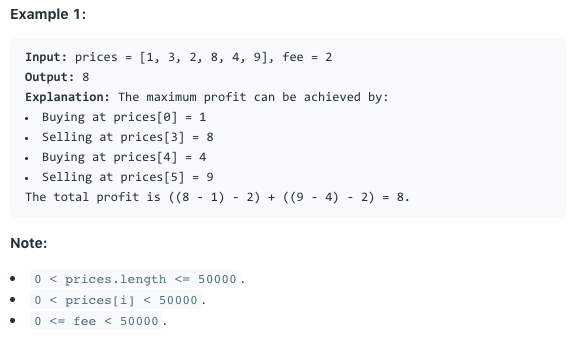 Example 1:
Input: prices = [1, 3, 2, 8, 4, 9], fee = 2
Output: 8
Explanation: The maximum profit can be achieved by:
• Buying at prices[0] = 1
• Selling at prices[3] = 8
• Buying at prices[4] = 4
• Selling at prices[5] = 9
The total profit is ((8 - 1) - 2) + ((9 - 4) - 2) = 8.
Note:
• 0 < prices.length <= 50000.
• 0 < prices[i] < 50000.
• 0 <= fee < 50000.